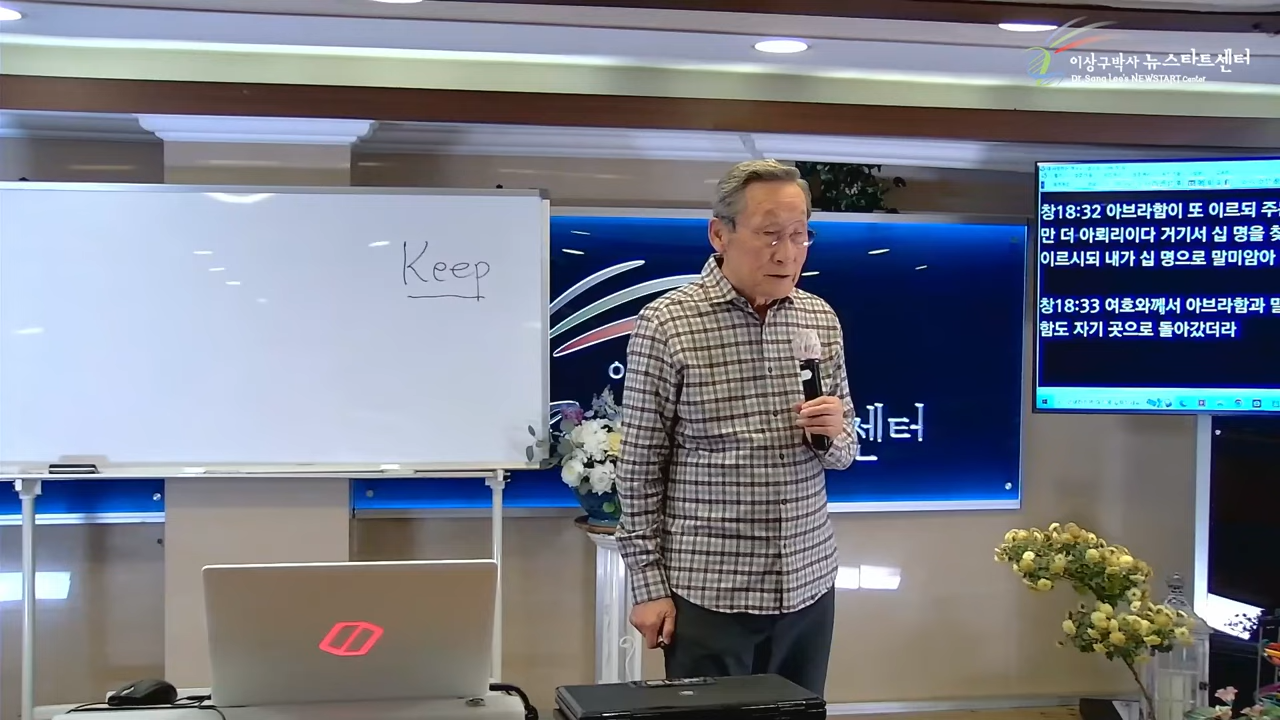 이상구박사 뉴스타트센터
Dr. Sang Lee's NEWSTART Center
Keep
창18:32 아브라함이 또 이르되 주
만 더 아뢰리이다 거기서 십 명을 찾
이르시되 내가 십 명으로 말미암아
창18:33 여호와께서 아브라함과 말
함도 자기 곳으로 돌아갔더라
센터